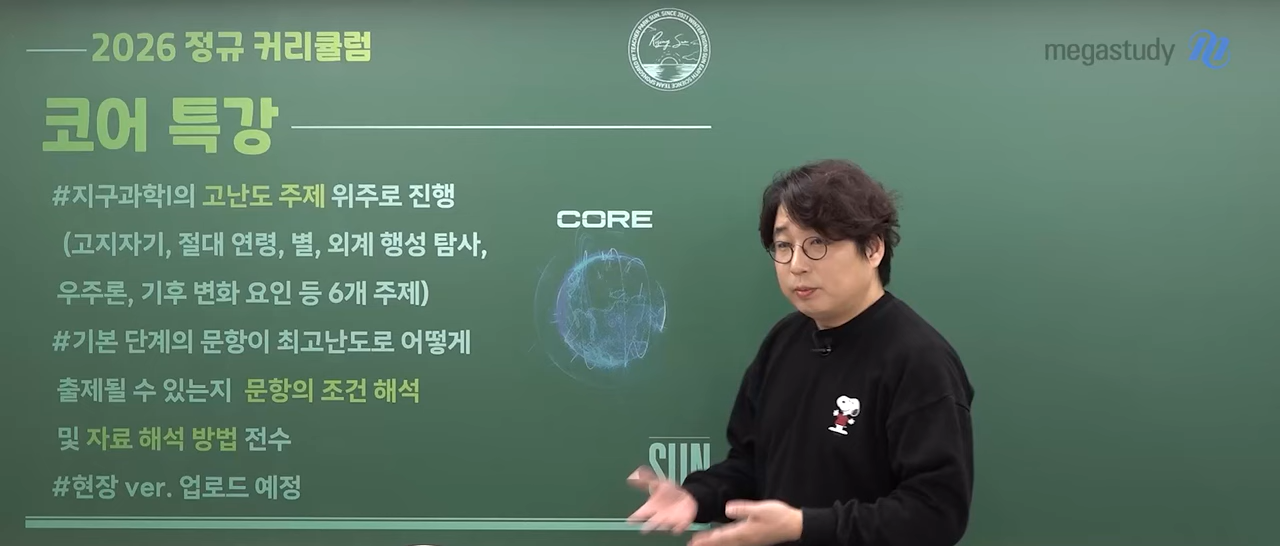 2026 정규 커리큘럼
코어 특강
#지구과학I의 고난도 주제 위주로 진행
(고지자기, 절대 연령, 별, 외계 행성 탐사,
우주론, 기후 변화 요인 등 6개 주제)
#기본 단계의 문항이 최고난도로 어떻게
출제될 수 있는지 문항의 조건 해석
및 자료 해석 방법 전수
#현장 ver. 업로드 예정
CORE
SUN
Rising Sun
megastudy